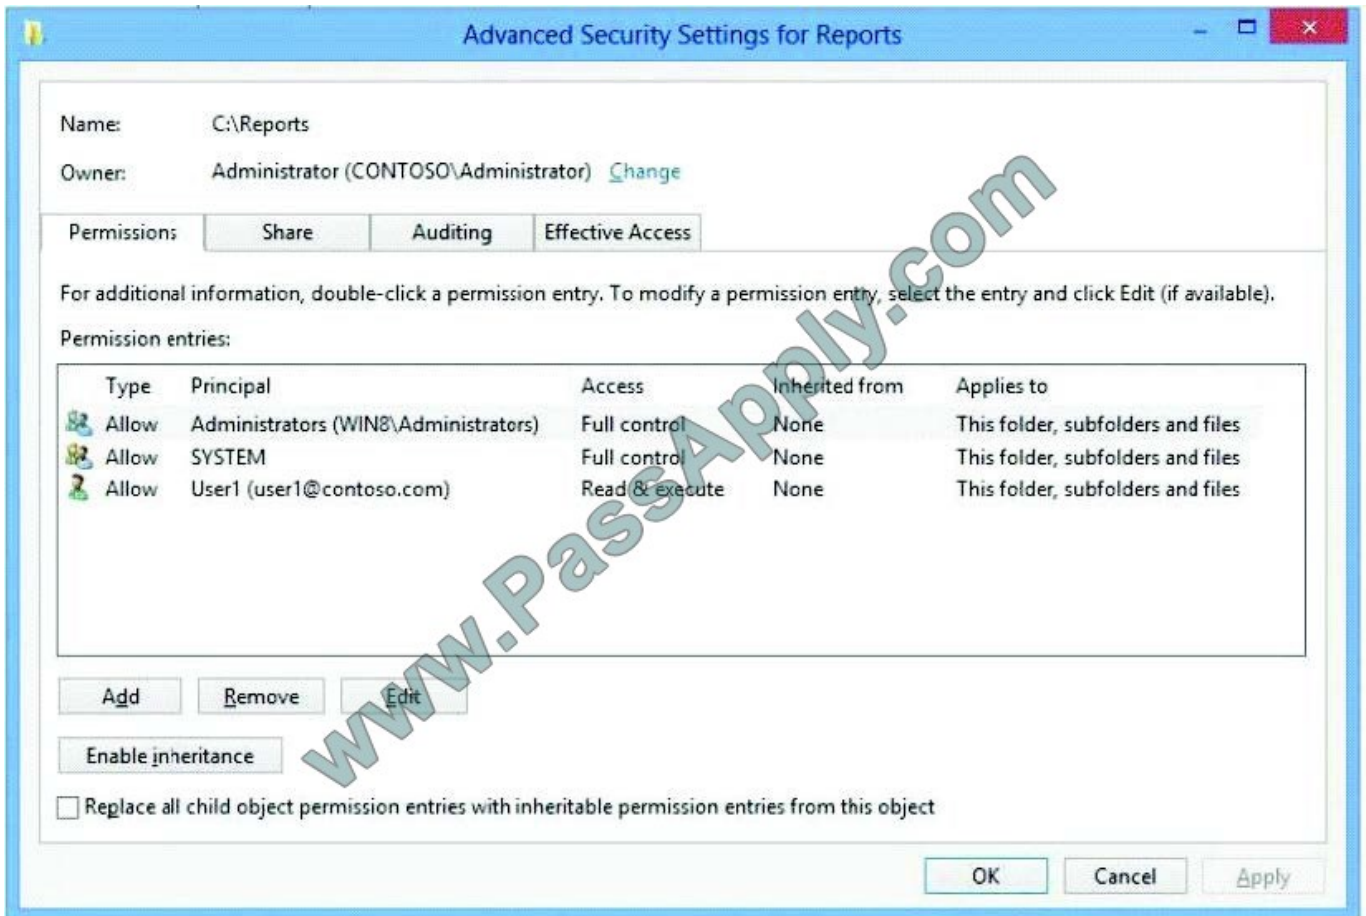 Advanced Security Settings for Reports
Name: C:\Reports
Owner: Administrator (CONTOSO\Administrator) Change
Permissions Share Auditing Effective Access
For additional information, double-click a permission entry. To modify a permission entry, select the entry and click Edit (if available).
Permission entries:
Type Principal Access Inherited from Applies to
Allow Administrators (WIN8\Administrators) Full control None This folder, subfolders and files
Allow SYSTEM Full control None This folder, subfolders and files
Allow User1 (user1@contoso.com) Read & execute None This folder, subfolders and files
Add Remove Edit
Enable inheritance
Replace all child object permission entries with inheritable permission entries from this object
OK Cancel Apply
www.PassApply.com